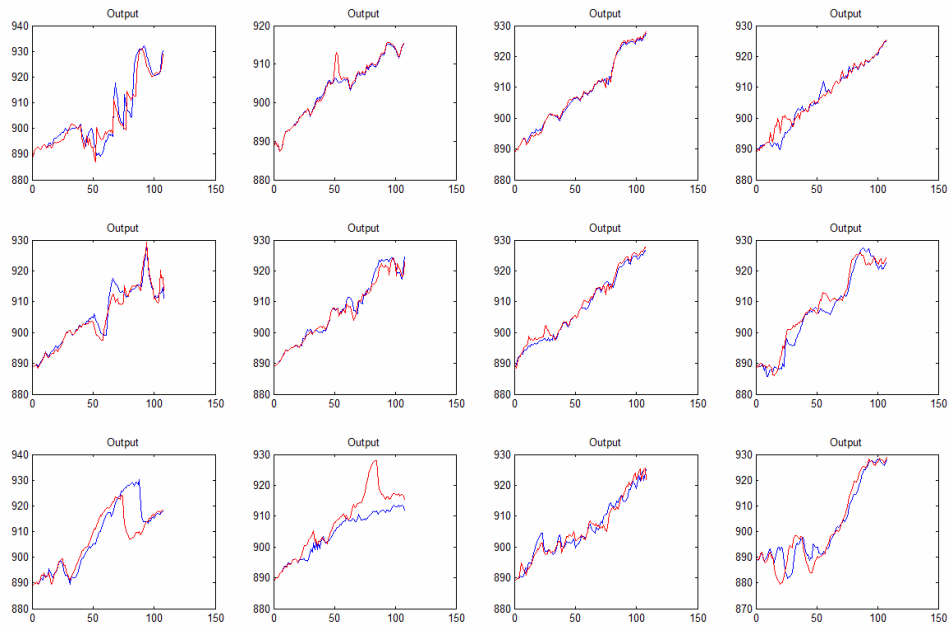 Output Output Output Output
940 920 930 930
930 920 920
920 910
910 900 910 910
900 900 900
890 890 890 890
880 880 880 880
0 50 100 150 0 50 100 150 0 50 100 150 0 50 100 150
Output Output Output Output
930 930 930 930
920 920 920 920
910 910 910 910
900 900 900 900
890 890 890 890
880 880 880 880
0 50 100 150 0 50 100 150 0 50 100 150 0 50 100 150
Output Output Output Output
940 930 930 930
930 920 920 920
920 910
910 910 910 900
900 900 900 890
890 890 890 880
880 880 880 870
0 50 100 150 0 50 100 150 0 50 100 150 0 50 100 150